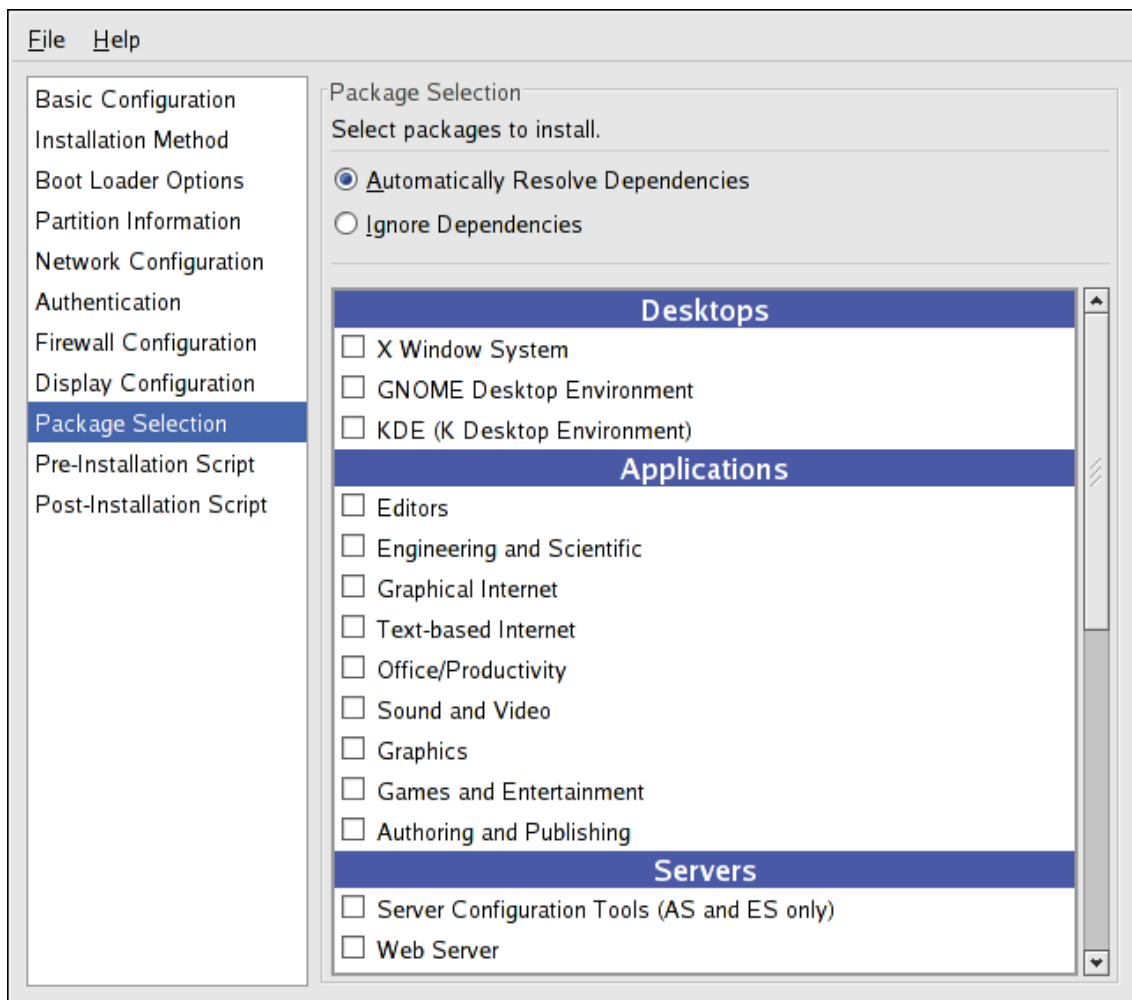 File Help
Basic Configuration
Installation Method
Boot Loader Options
Partition Information
Network Configuration
Authentication
Firewall Configuration
Display Configuration
Package Selection
Pre-Installation Script
Post-Installation Script
Package Selection
Select packages to install.
Automatically Resolve Dependencies
Ignore Dependencies
Desktops
X Window System
GNOME Desktop Environment
KDE (K Desktop Environment)
Applications
Editors
Engineering and Scientific
Graphical Internet
Text-based Internet
Office/Productivity
Sound and Video
Graphics
Games and Entertainment
Authoring and Publishing
Servers
Server Configuration Tools (AS and ES only)
Web Server